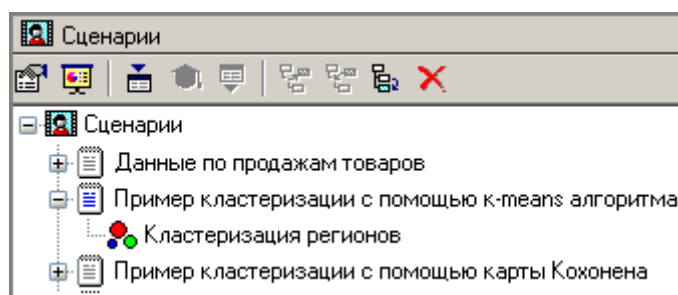 Сценарии
Сценарии
Данные по продажам товаров
Пример кластеризации с помощью k-means алгоритма
Кластеризация регионов
Пример кластеризации с помощью карты Кохонена